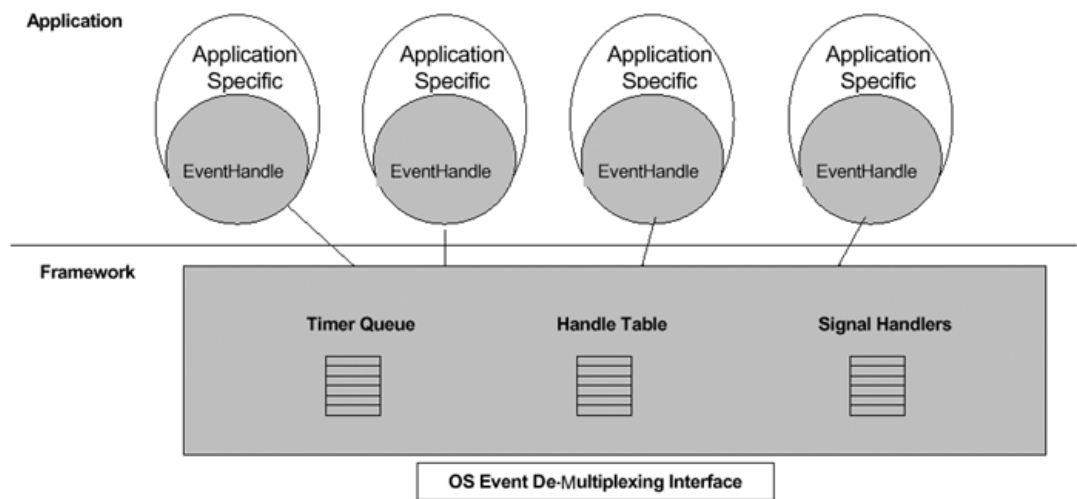 Application
Application
Specific
EventHandle
Application
Specific
EventHandle
Application
Specific
EventHandle
Application
Specific
EventHandle
Framework
Timer Queue
Handle Table
Signal Handlers
OS Event De-Multiplexing Interface